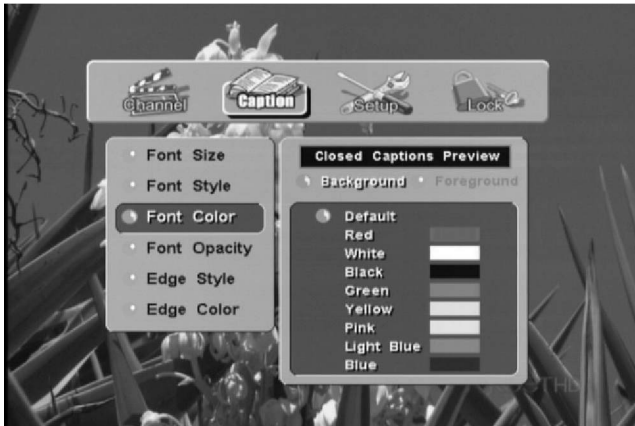 Channel
Caption
Setup
Lock
Font Size
Font Style
Font Color
Font Opacity
Edge Style
Edge Color
Closed Captions Preview
Background Foreground
Default
Red
White
Black
Green
Yellow
Pink
Light Blue
Blue
THD